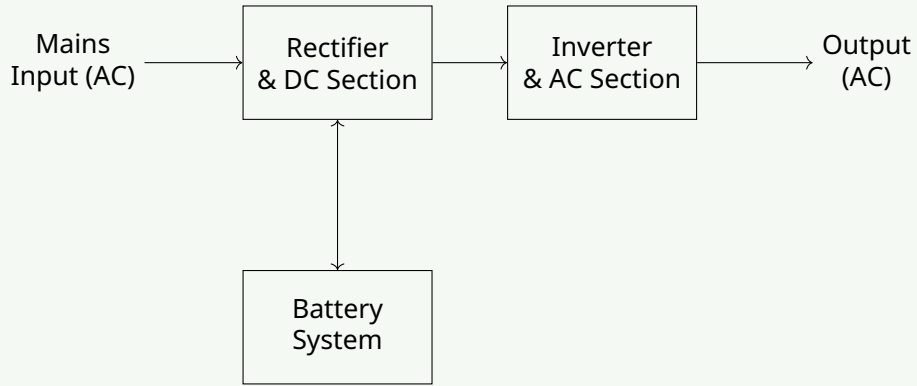 Mains
Input (AC)
Rectifier
& DC Section
Inverter
& AC Section
Output
(AC)
Battery
System